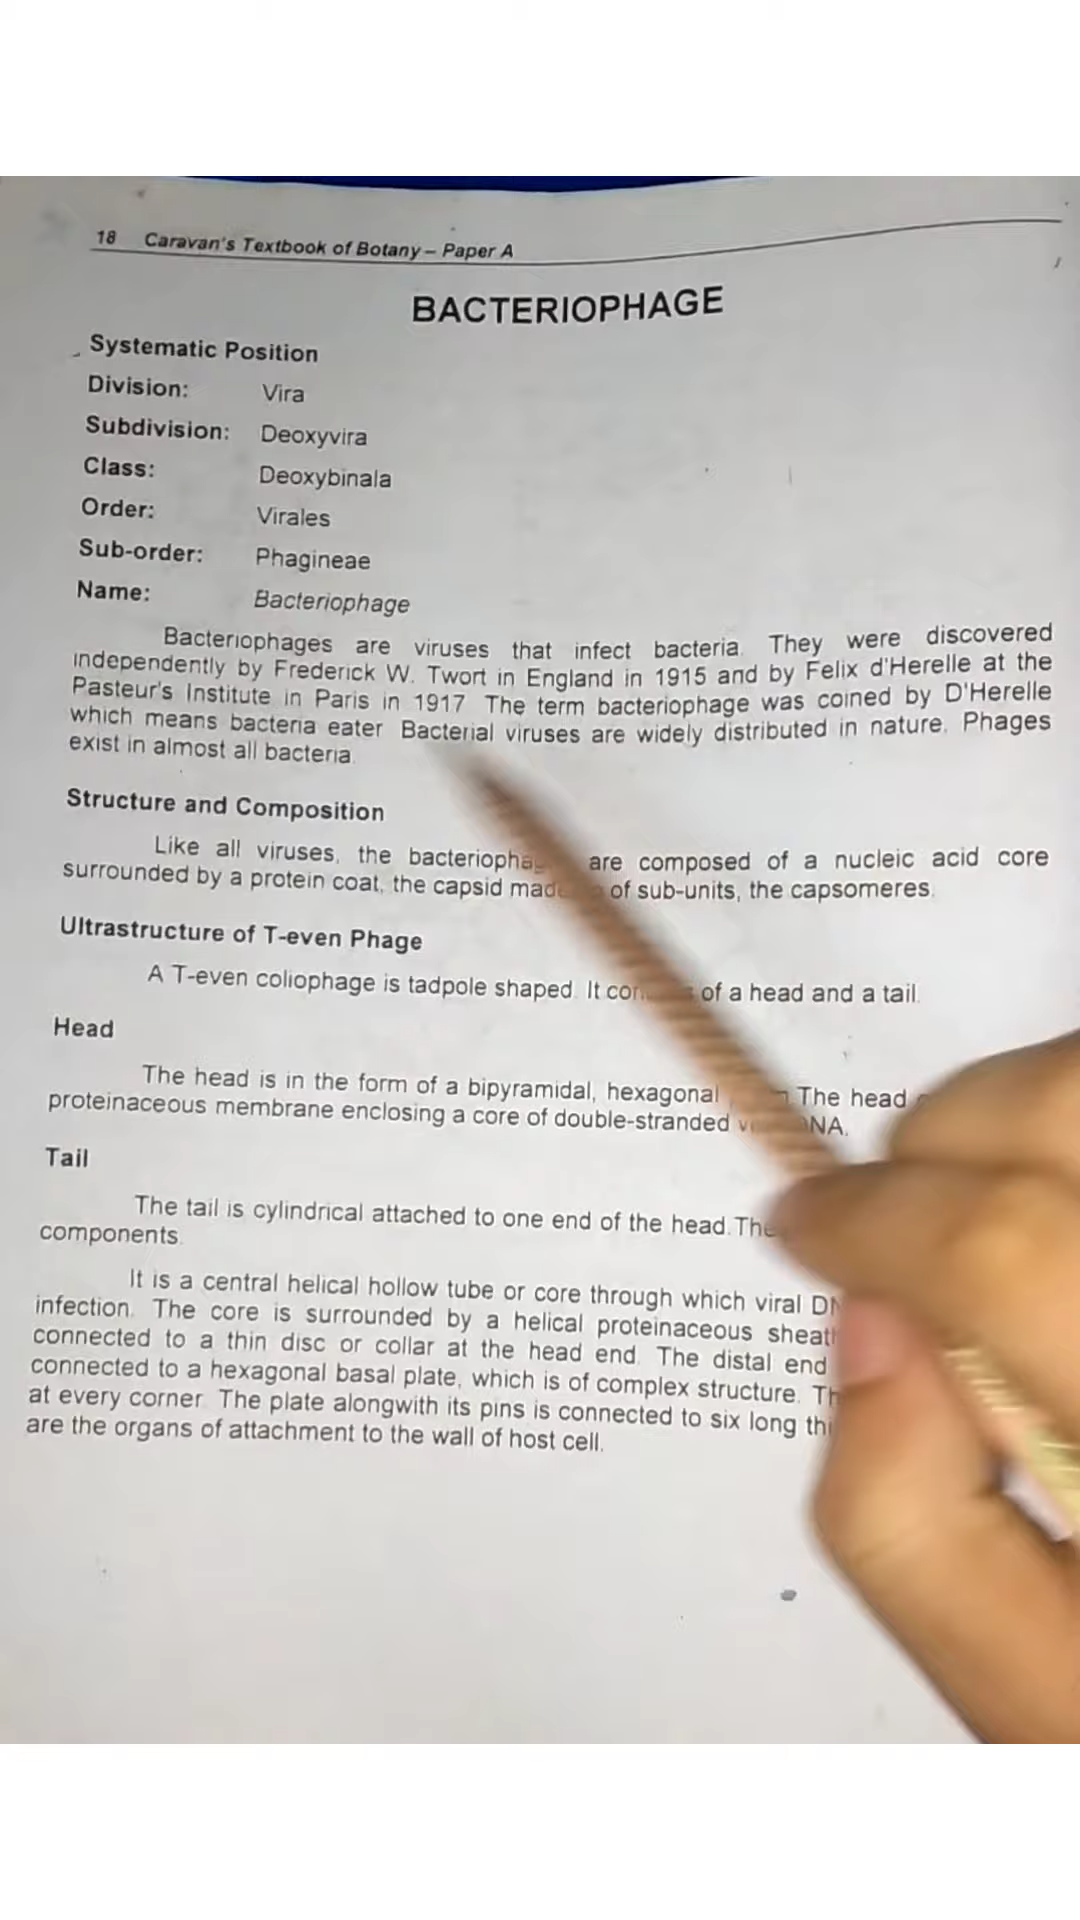 18 Caravan's Textbook of Botany – Paper A
BACTERIOPHAGE
Systematic Position
Division: Vira
Subdivision: Deoxyvira
Class: Deoxybinala
Order: Virales
Sub-order: Phagineae
Name: Bacteriophage
Bacteriophages are viruses that infect bacteria. They were discovered
independently by Frederick W. Twort in England in 1915 and by Felix d'Herelle at the
Pasteur's Institute in Paris in 1917 The term bacteriophage was coined by D'Herelle
which means bacteria eater Bacterial viruses are widely distributed in nature. Phages
exist in almost all bacteria.
Structure and Composition
Like all viruses, the are composed of a nucleic acid core
surrounded by a protein coat, the capsid of sub-units, the capsomeres.
Ultrastructure of T-even Phage
A T-even coliophage is tadpole shaped. It of a head and a tail.
Head
The head is in the form of a bipyramidal, hexagonal The head
proteinaceous membrane enclosing a core of double-stranded
Tail
The tail is cylindrical attached to one end of the head.
components.
It is a central helical hollow tube or core through which viral
infection. The core is surrounded by a helical proteinaceous
connected to a thin disc or collar at the head end. The distal end
connected to a hexagonal basal plate, which is of complex structure.
at every corner. The plate alongwith its pins is connected to six long
are the organs of attachment to the wall of host cell.